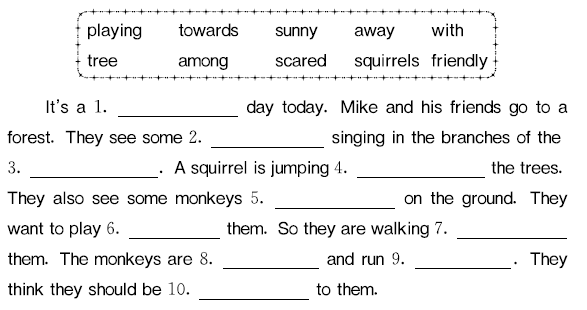 playing towards sunny away with
tree among scared squirrels friendly
It's a 1. ____________ day today. Mike and his friends go to a
forest. They see some 2. ____________ singing in the branches of the
3. ____________. A squirrel is jumping 4. ____________ the trees.
They also see some monkeys 5. ____________ on the ground. They
want to play 6. ____________ them. So they are walking 7. ____________
them. The monkeys are 8. ____________ and run 9. ____________. They
think they should be 10. ____________ to them.